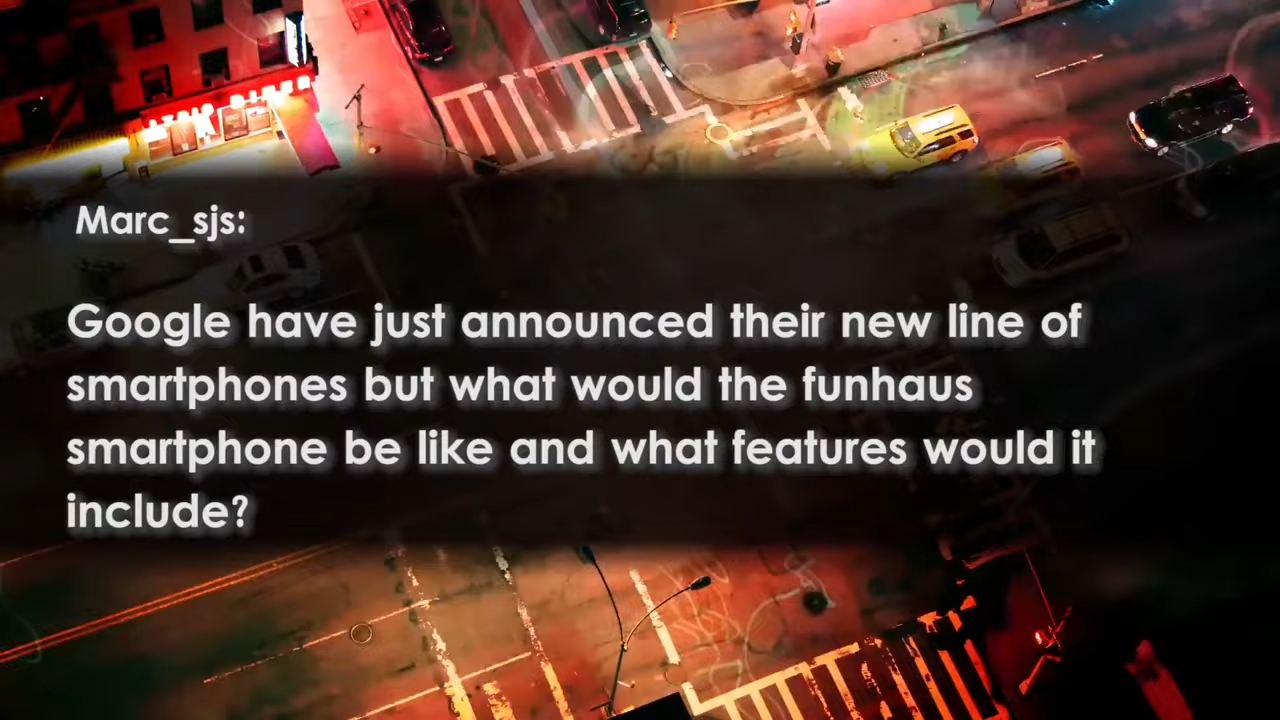 Marc_sjs:
Google have just announced their new line of
smartphones but what would the funhaus
smartphone be like and what features would it
include?